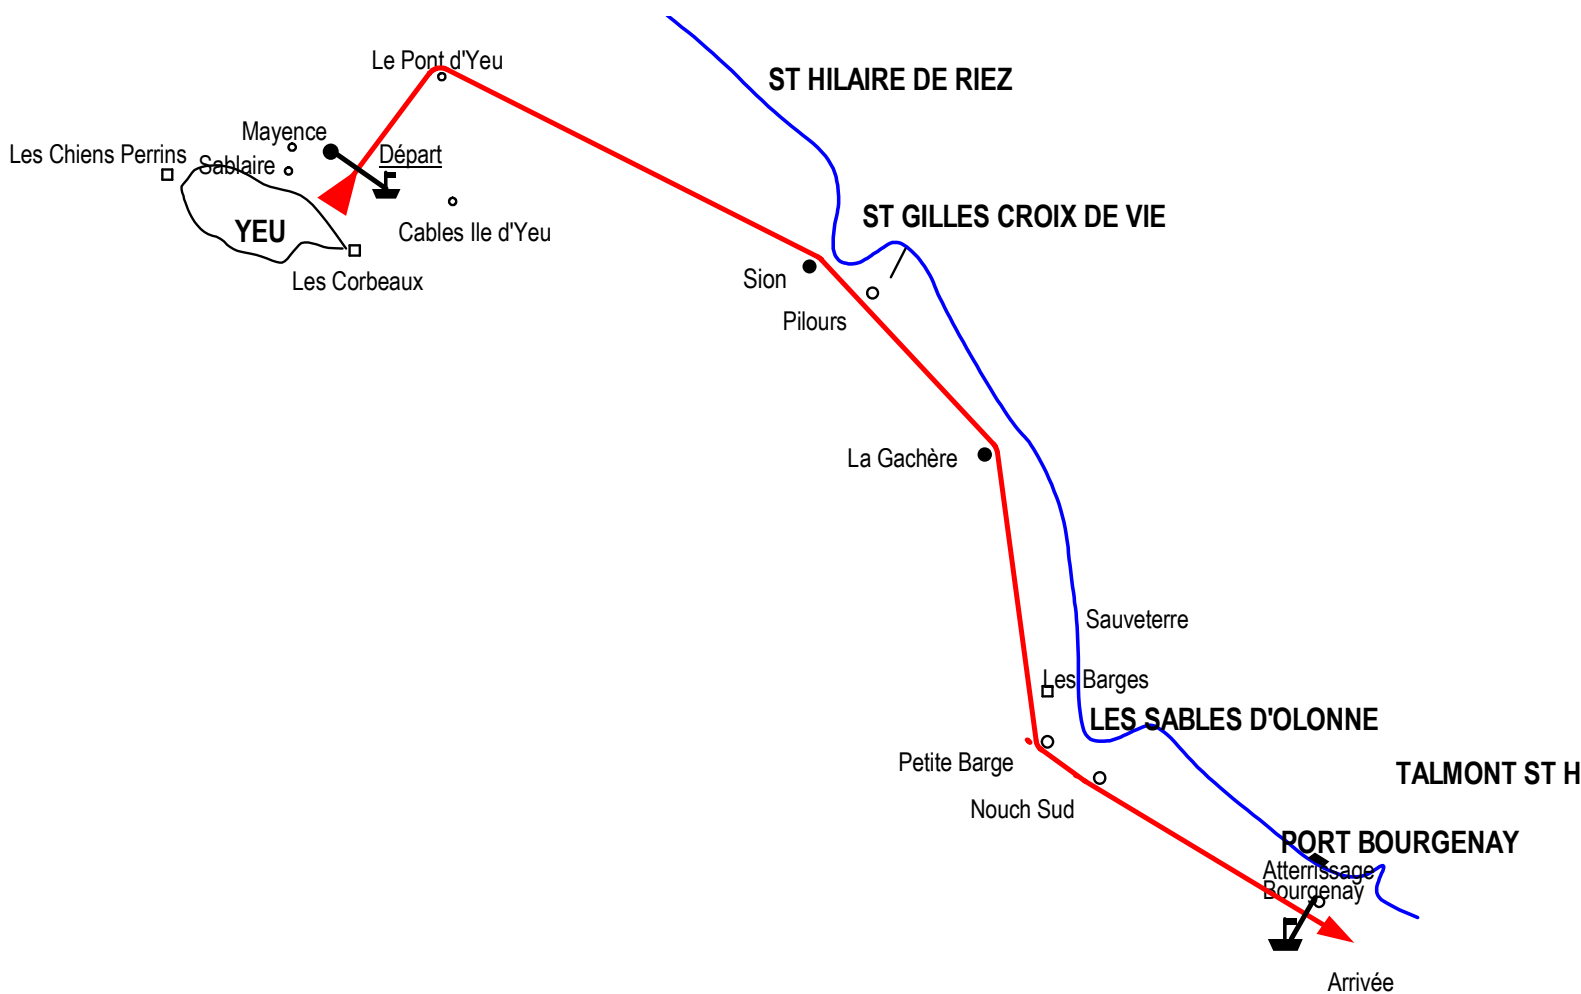 Le Pont d'Yeu
ST HILAIRE DE RIEZ
Mayence
Les Chiens Perrins
Sablaire
Départ
ST GILLES CROIX DE VIE
YEU
Cables Ile d'Yeu
Les Corbeaux
Sion
Pilours
La Gachère
Sauveterre
Les Barges
LES SABLES D'OLONNE
Petite Barge
TALMONT ST H
Nouch Sud
PORT BOURGENAY
Atterrissage
Bourgenay
Arrivée